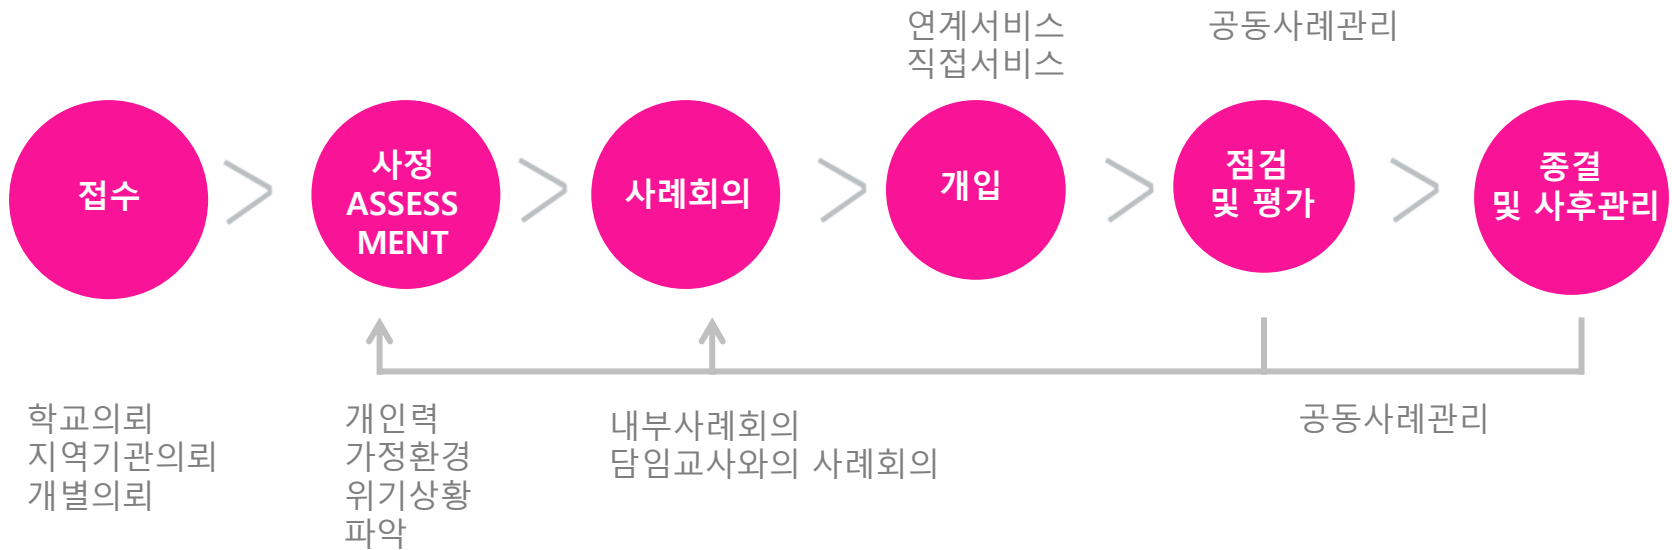 연계서비스
직접서비스
공동사례관리
접수
사정
ASSESS
MENT
사례회의
개입
점검
및 평가
종결
및 사후관리
학교의뢰
지역기관의뢰
개별의뢰
개인력
가정환경
위기상황
파악
내부사례회의
담임교사와의 사례회의
공동사례관리